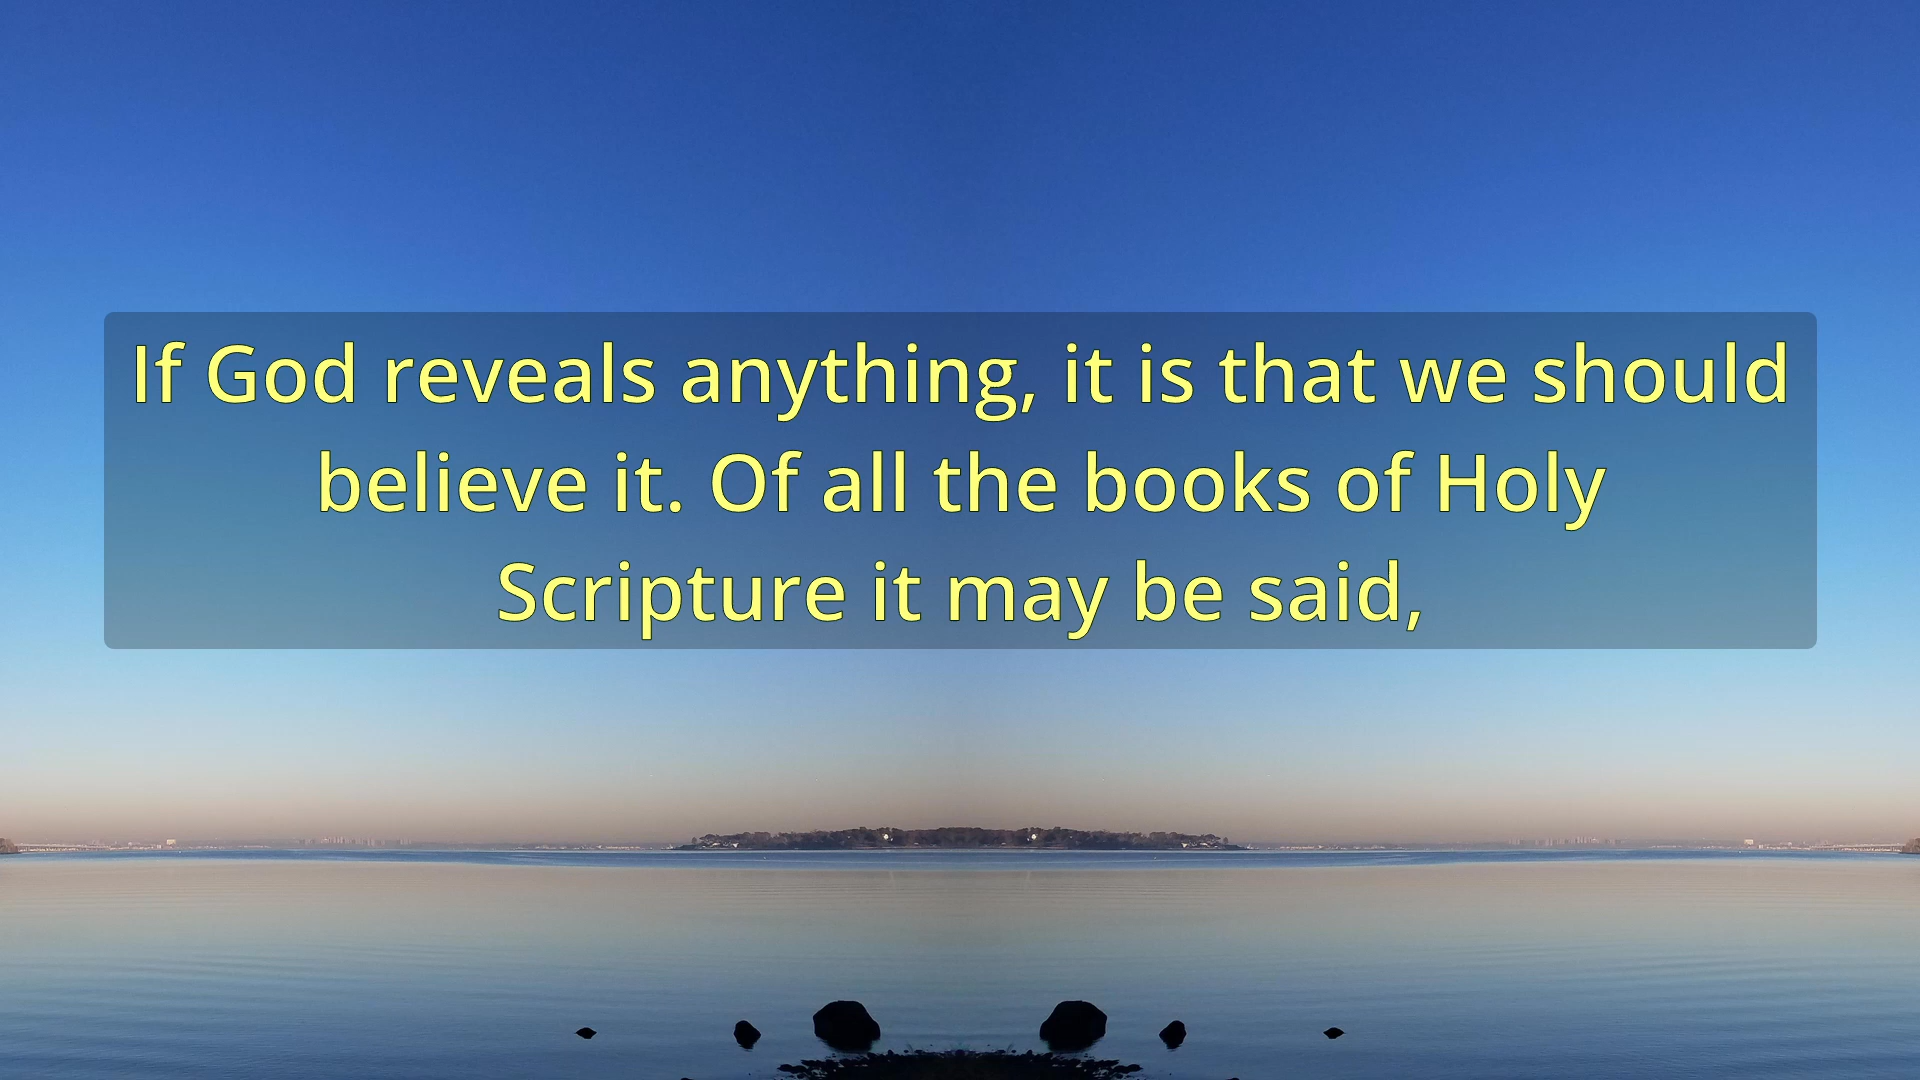 If God reveals anything, it is that we should
believe it. Of all the books of Holy
Scripture it may be said,